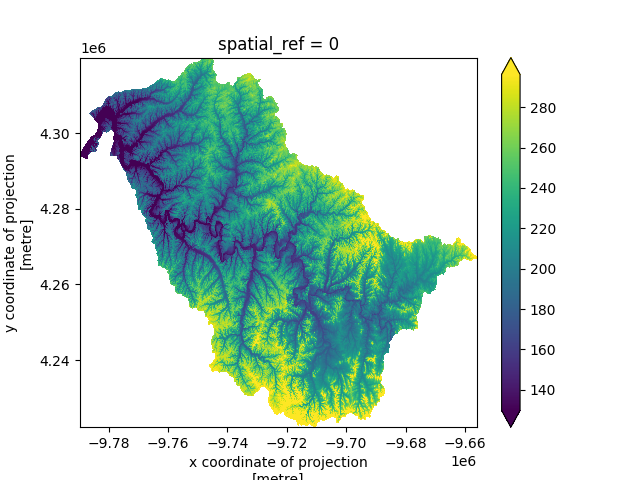 spatial_ref = 0
1e6
4.30
4.28
4.26
4.24
y coordinate of projection
[metre]
−9.78 −9.76 −9.74 −9.72 −9.70 −9.68 −9.66
1e6
x coordinate of projection
[metre]
280
260
240
220
200
180
160
140